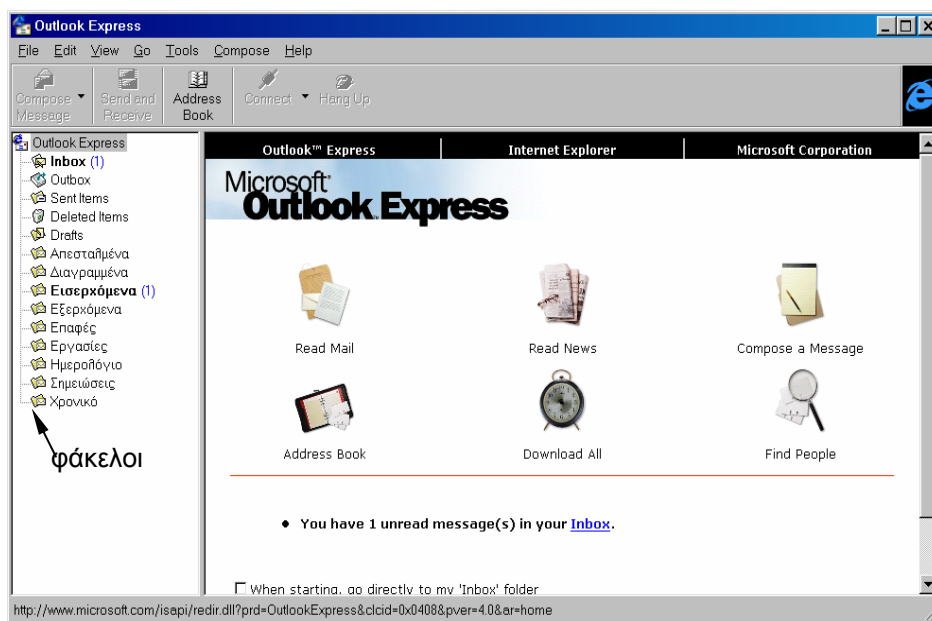 Outlook Express
File Edit View Go Tools Compose Help
Compose Message
Send and Receive
Address Book
Connect
Hang Up
Outlook Express
Inbox (1)
Outbox
Sent Items
Deleted Items
Drafts
Απεσταλμένα
Διαγραμμένα
Εισερχόμενα (1)
Εξερχόμενα
Επαφές
Εργασίες
Ημερολόγιο
Σημειώσεις
Χρονικό
φάκελοι
Outlook™ Express Internet Explorer Microsoft Corporation
Microsoft®
Outlook Express
Read Mail Read News Compose a Message
Address Book Download All Find People
• You have 1 unread message(s) in your Inbox.
When starting, go directly to my 'Inbox' folder
http://www.microsoft.com/isapi/redir.dll?prd=OutlookExpress&clcid=0x0408&pver=4.0&ar=home